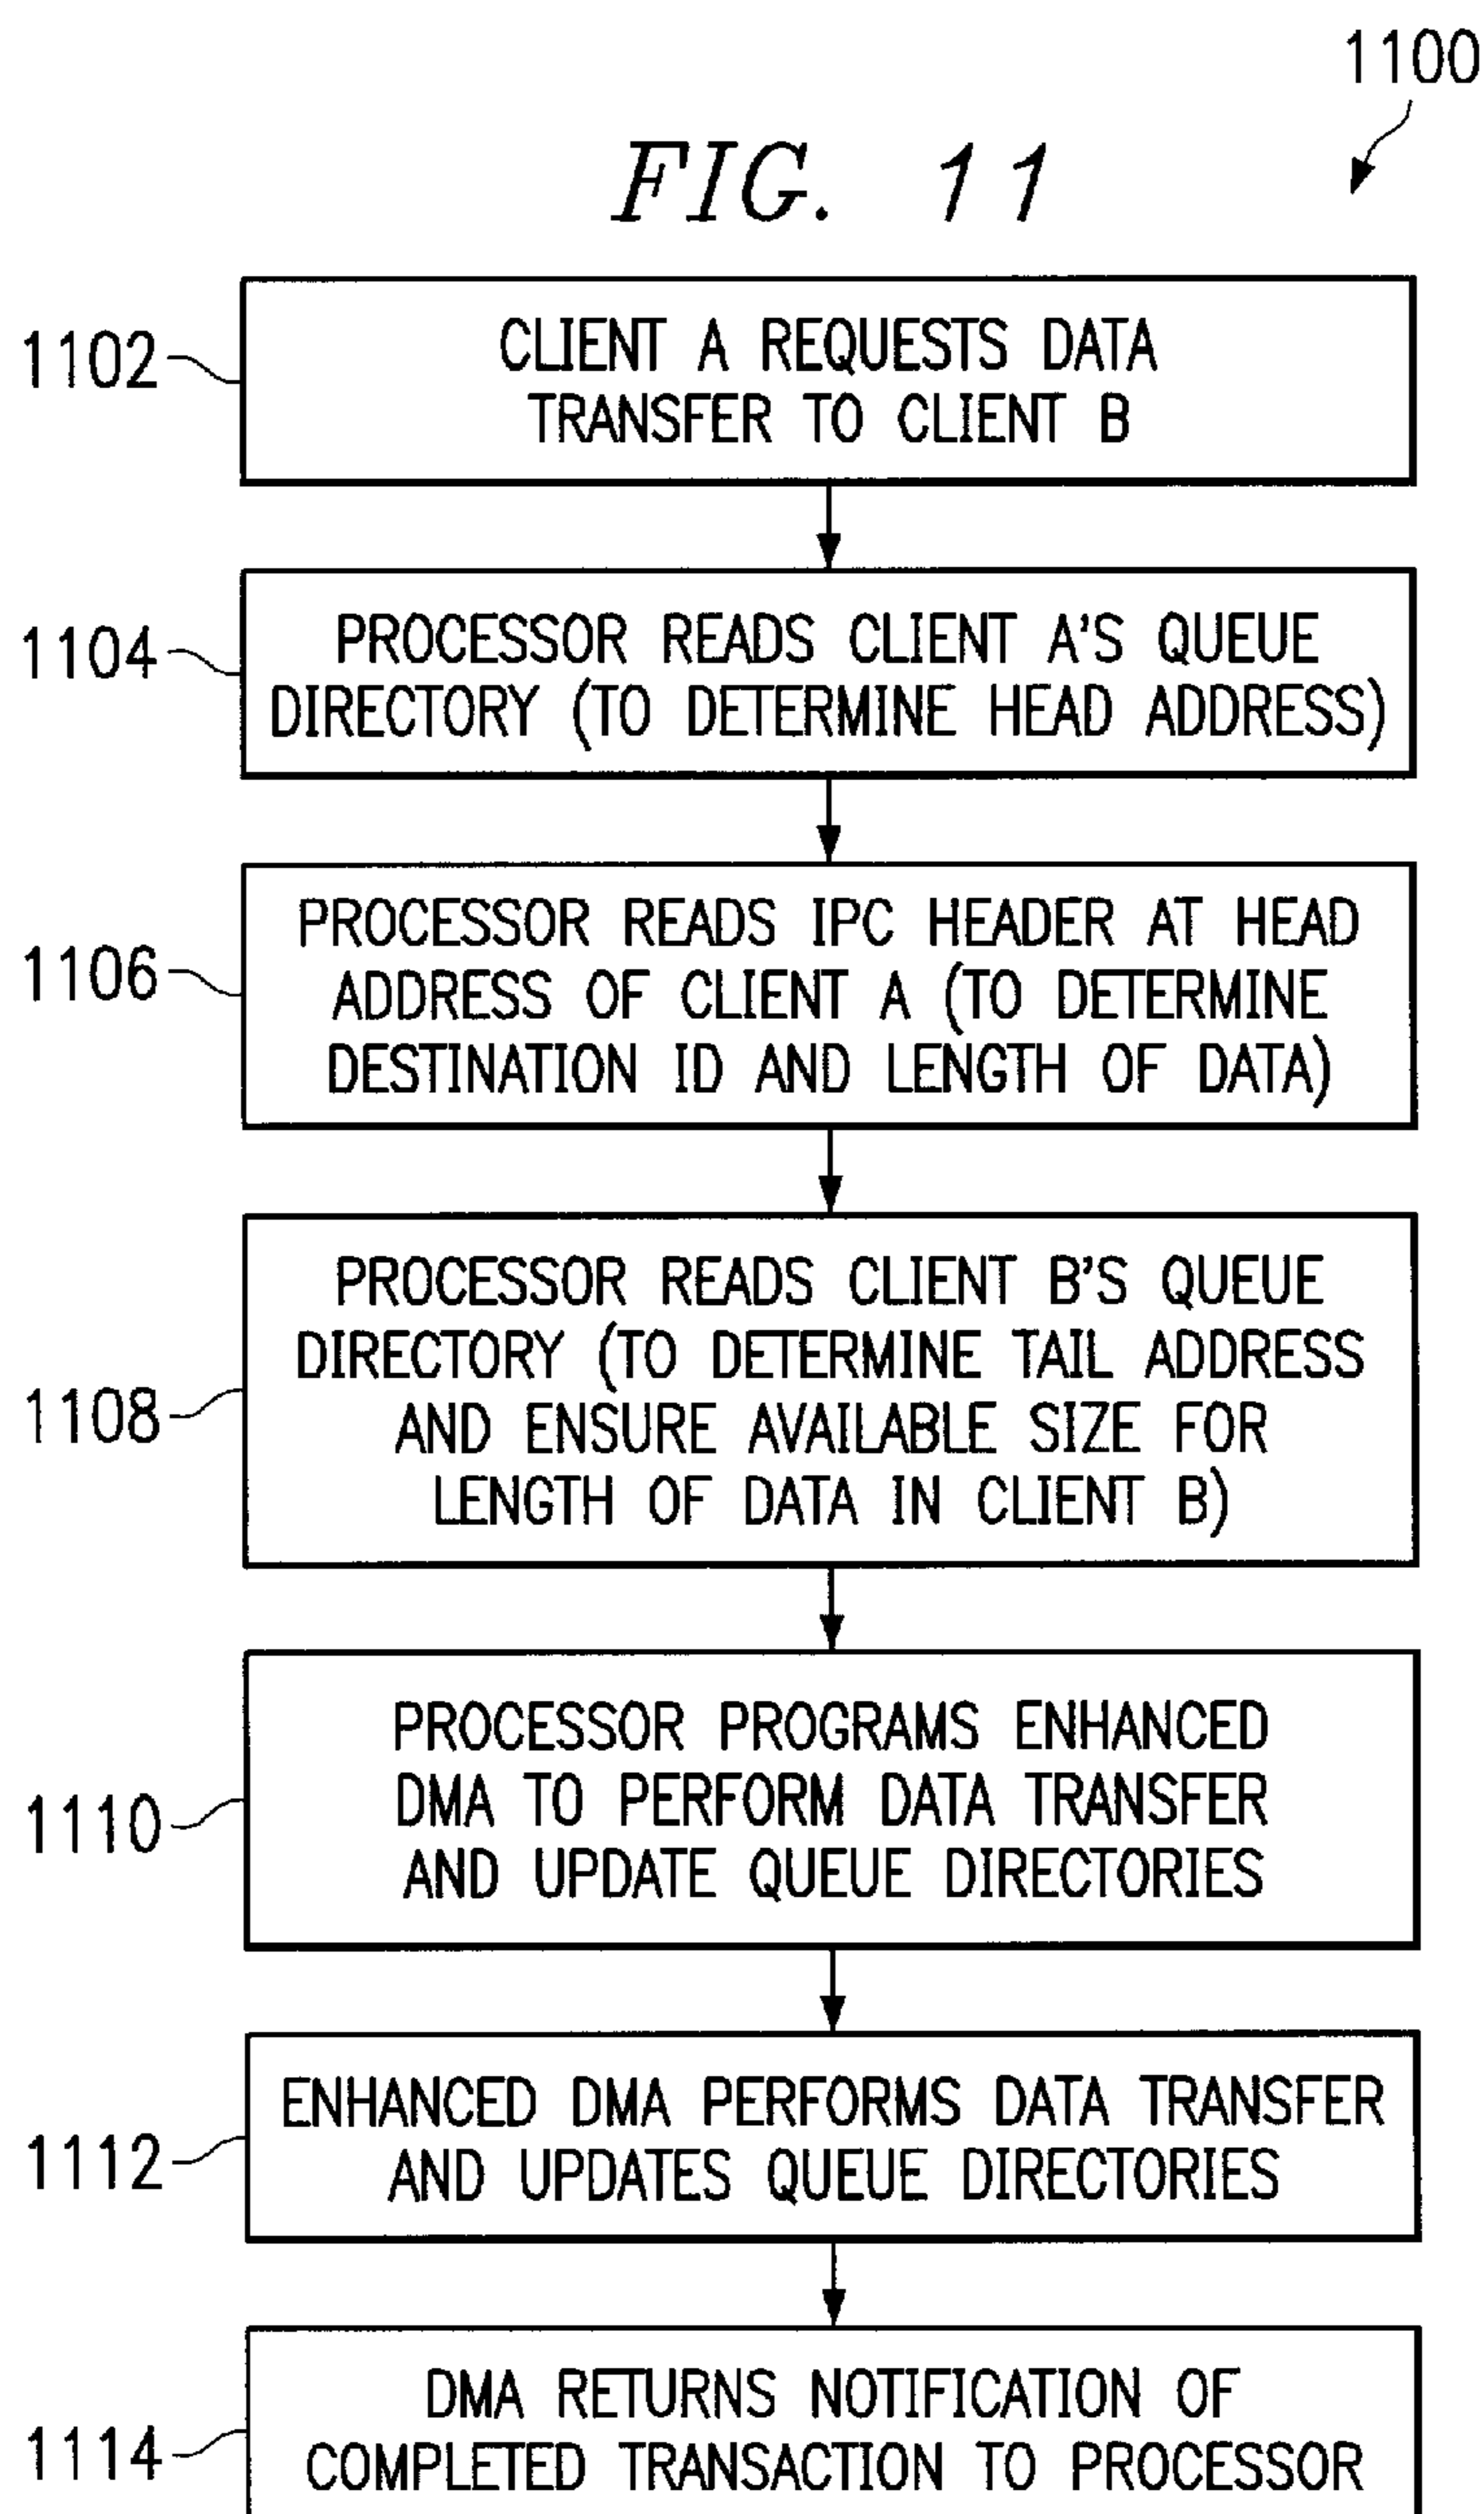 1100
FIG. 11
1102
CLIENT A REQUESTS DATA
TRANSFER TO CLIENT B
1104
PROCESSOR READS CLIENT A'S QUEUE
DIRECTORY (TO DETERMINE HEAD ADDRESS)
1106
PROCESSOR READS IPC HEADER AT HEAD
ADDRESS OF CLIENT A (TO DETERMINE
DESTINATION ID AND LENGTH OF DATA)
1108
PROCESSOR READS CLIENT B'S QUEUE
DIRECTORY (TO DETERMINE TAIL ADDRESS
AND ENSURE AVAILABLE SIZE FOR
LENGTH OF DATA IN CLIENT B)
1110
PROCESSOR PROGRAMS ENHANCED
DMA TO PERFORM DATA TRANSFER
AND UPDATE QUEUE DIRECTORIES
1112
ENHANCED DMA PERFORMS DATA TRANSFER
AND UPDATES QUEUE DIRECTORIES
1114
DMA RETURNS NOTIFICATION OF
COMPLETED TRANSACTION TO PROCESSOR